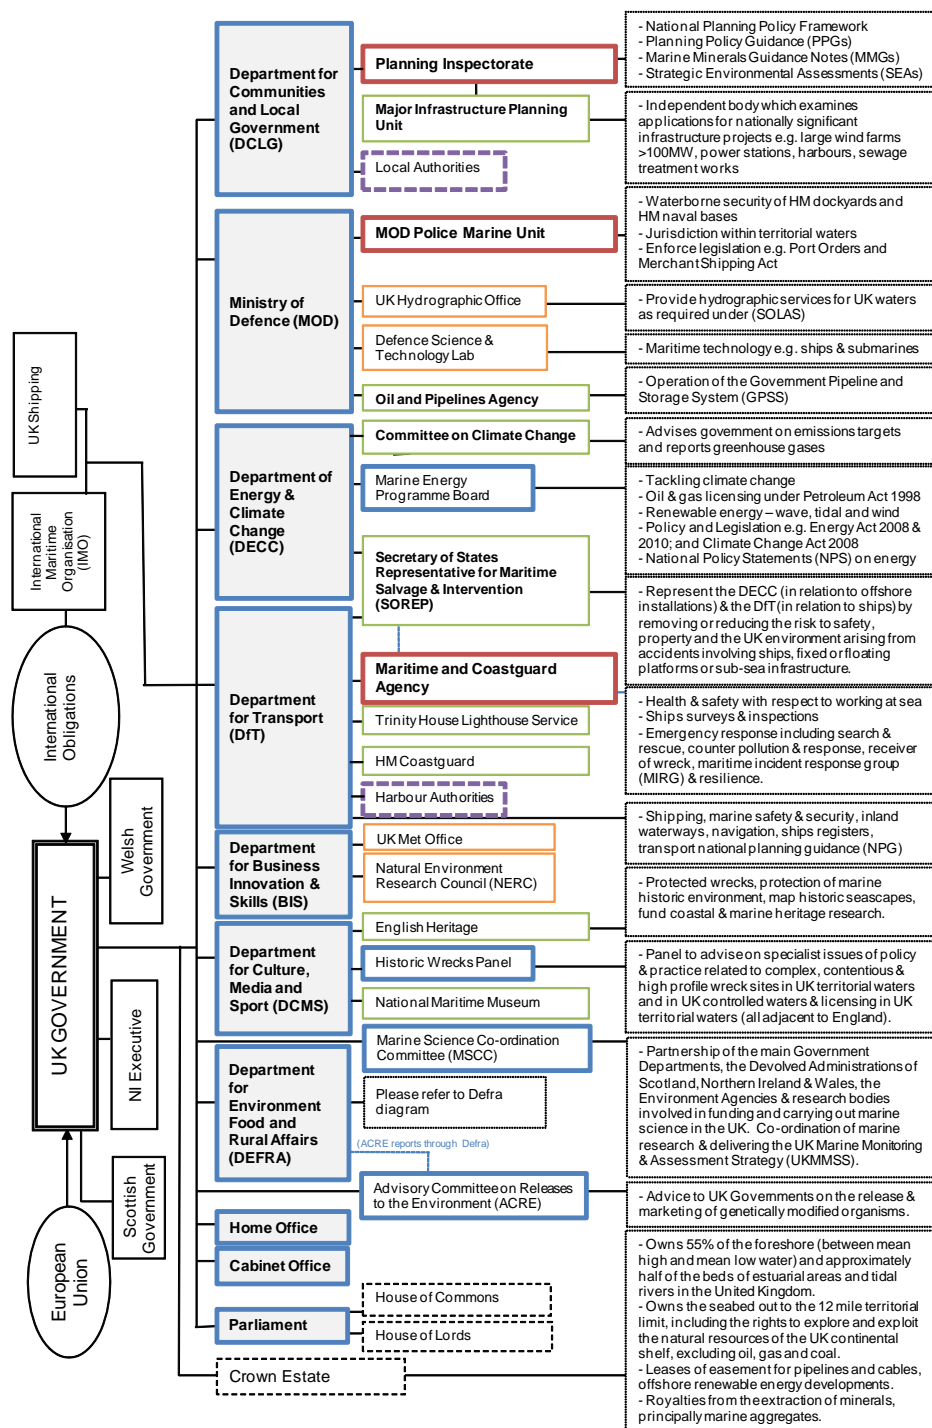 UK Shipping
International
Maritime
Organisation
(IMO)
International
Obligations
Welsh
Government
UK GOVERNMENT
NI Executive
Scottish
Government
European
Union
Department for
Communities
and Local
Government
(DCLG)
Planning Inspectorate
Major Infrastructure Planning
Unit
Local Authorities
- National Planning Policy Framework
- Planning Policy Guidance (PPGs)
- Marine Minerals Guidance Notes (MMGs)
- Strategic Environmental Assessments (SEAs)
- Independent body which examines
applications for nationally significant
infrastructure projects e.g. large wind farms
>100MW, power stations, harbours, sewage
treatment works
Ministry of
Defence (MOD)
MOD Police Marine Unit
UK Hydrographic Office
Defence Science &
Technology Lab
Oil and Pipelines Agency
- Waterborne security of HM dockyards and
HM naval bases
- Jurisdiction within territorial waters
- Enforce legislation e.g. Port Orders and
Merchant Shipping Act
- Provide hydrographic services for UK waters
as required under (SOLAS)
- Maritime technology e.g. ships & submarines
- Operation of the Government Pipeline and
Storage System (GPSS)
Department of
Energy &
Climate
Change
(DECC)
Committee on Climate Change
Marine Energy
Programme Board
Secretary of States
Representative for Maritime
Salvage & Intervention
(SOREP)
- Advises government on emissions targets
and reports greenhouse gases
- Tackling climate change
- Oil & gas licensing under Petroleum Act 1998
- Renewable energy – wave, tidal and wind
- Policy and Legislation e.g. Energy Act 2008 &
2010; and Climate Change Act 2008
- National Policy Statements (NPS) on energy
- Represent the DECC (in relation to offshore
installations) & the DfT (in relation to ships) by
removing or reducing the risk to safety,
property and the UK environment arising from
accidents involving ships, fixed or floating
platforms or sub-sea infrastructure.
Department
for Transport
(DfT)
Maritime and Coastguard
Agency
Trinity House Lighthouse Service
HM Coastguard
Harbour Authorities
- Health & safety with respect to working at sea
- Ships surveys & inspections
- Emergency response including search &
rescue, counter pollution & response, receiver
of wreck, maritime incident response group
(MIRG) & resilience.
- Shipping, marine safety & security, inland
waterways, navigation, ships registers,
transport national planning guidance (NPG)
Department
for Business
Innovation &
Skills (BIS)
UK Met Office
Natural Environment
Research Council (NERC)
Department
for Culture,
Media and
Sport (DCMS)
English Heritage
Historic Wrecks Panel
National Maritime Museum
- Protected wrecks, protection of marine
historic environment, map historic seascapes,
fund coastal & marine heritage research.
- Panel to advise on specialist issues of policy
& practice related to complex, contentious &
high profile wreck sites in UK territorial waters
and in UK controlled waters & licensing in UK
territorial waters (all adjacent to England).
Marine Science Co-ordination
Committee (MSCC)
Department
for
Environment
Food and
Rural Affairs
(DEFRA)
Please refer to Defra
diagram
(ACRE reports through Defra)
Advisory Committee on Releases
to the Environment (ACRE)
- Partnership of the main Government
Departments, the Devolved Administrations of
Scotland, Northern Ireland & Wales, the
Environment Agencies & research bodies
involved in funding and carrying out marine
science in the UK. Co-ordination of marine
research & delivering the UK Marine Monitoring
& Assessment Strategy (UKMMSS).
- Advice to UK Governments on the release &
marketing of genetically modified organisms.
Home Office
Cabinet Office
Parliament
House of Commons
House of Lords
Crown Estate
- Owns 55% of the foreshore (between mean
high and mean low water) and approximately
half of the beds of estuarial areas and tidal
rivers in the United Kingdom.
- Owns the seabed out to the 12 mile territorial
limit, including the rights to explore and exploit
the natural resources of the UK continental
shelf, excluding oil, gas and coal.
- Leases of easement for pipelines and cables,
offshore renewable energy developments.
- Royalties from the extraction of minerals,
principally marine aggregates.